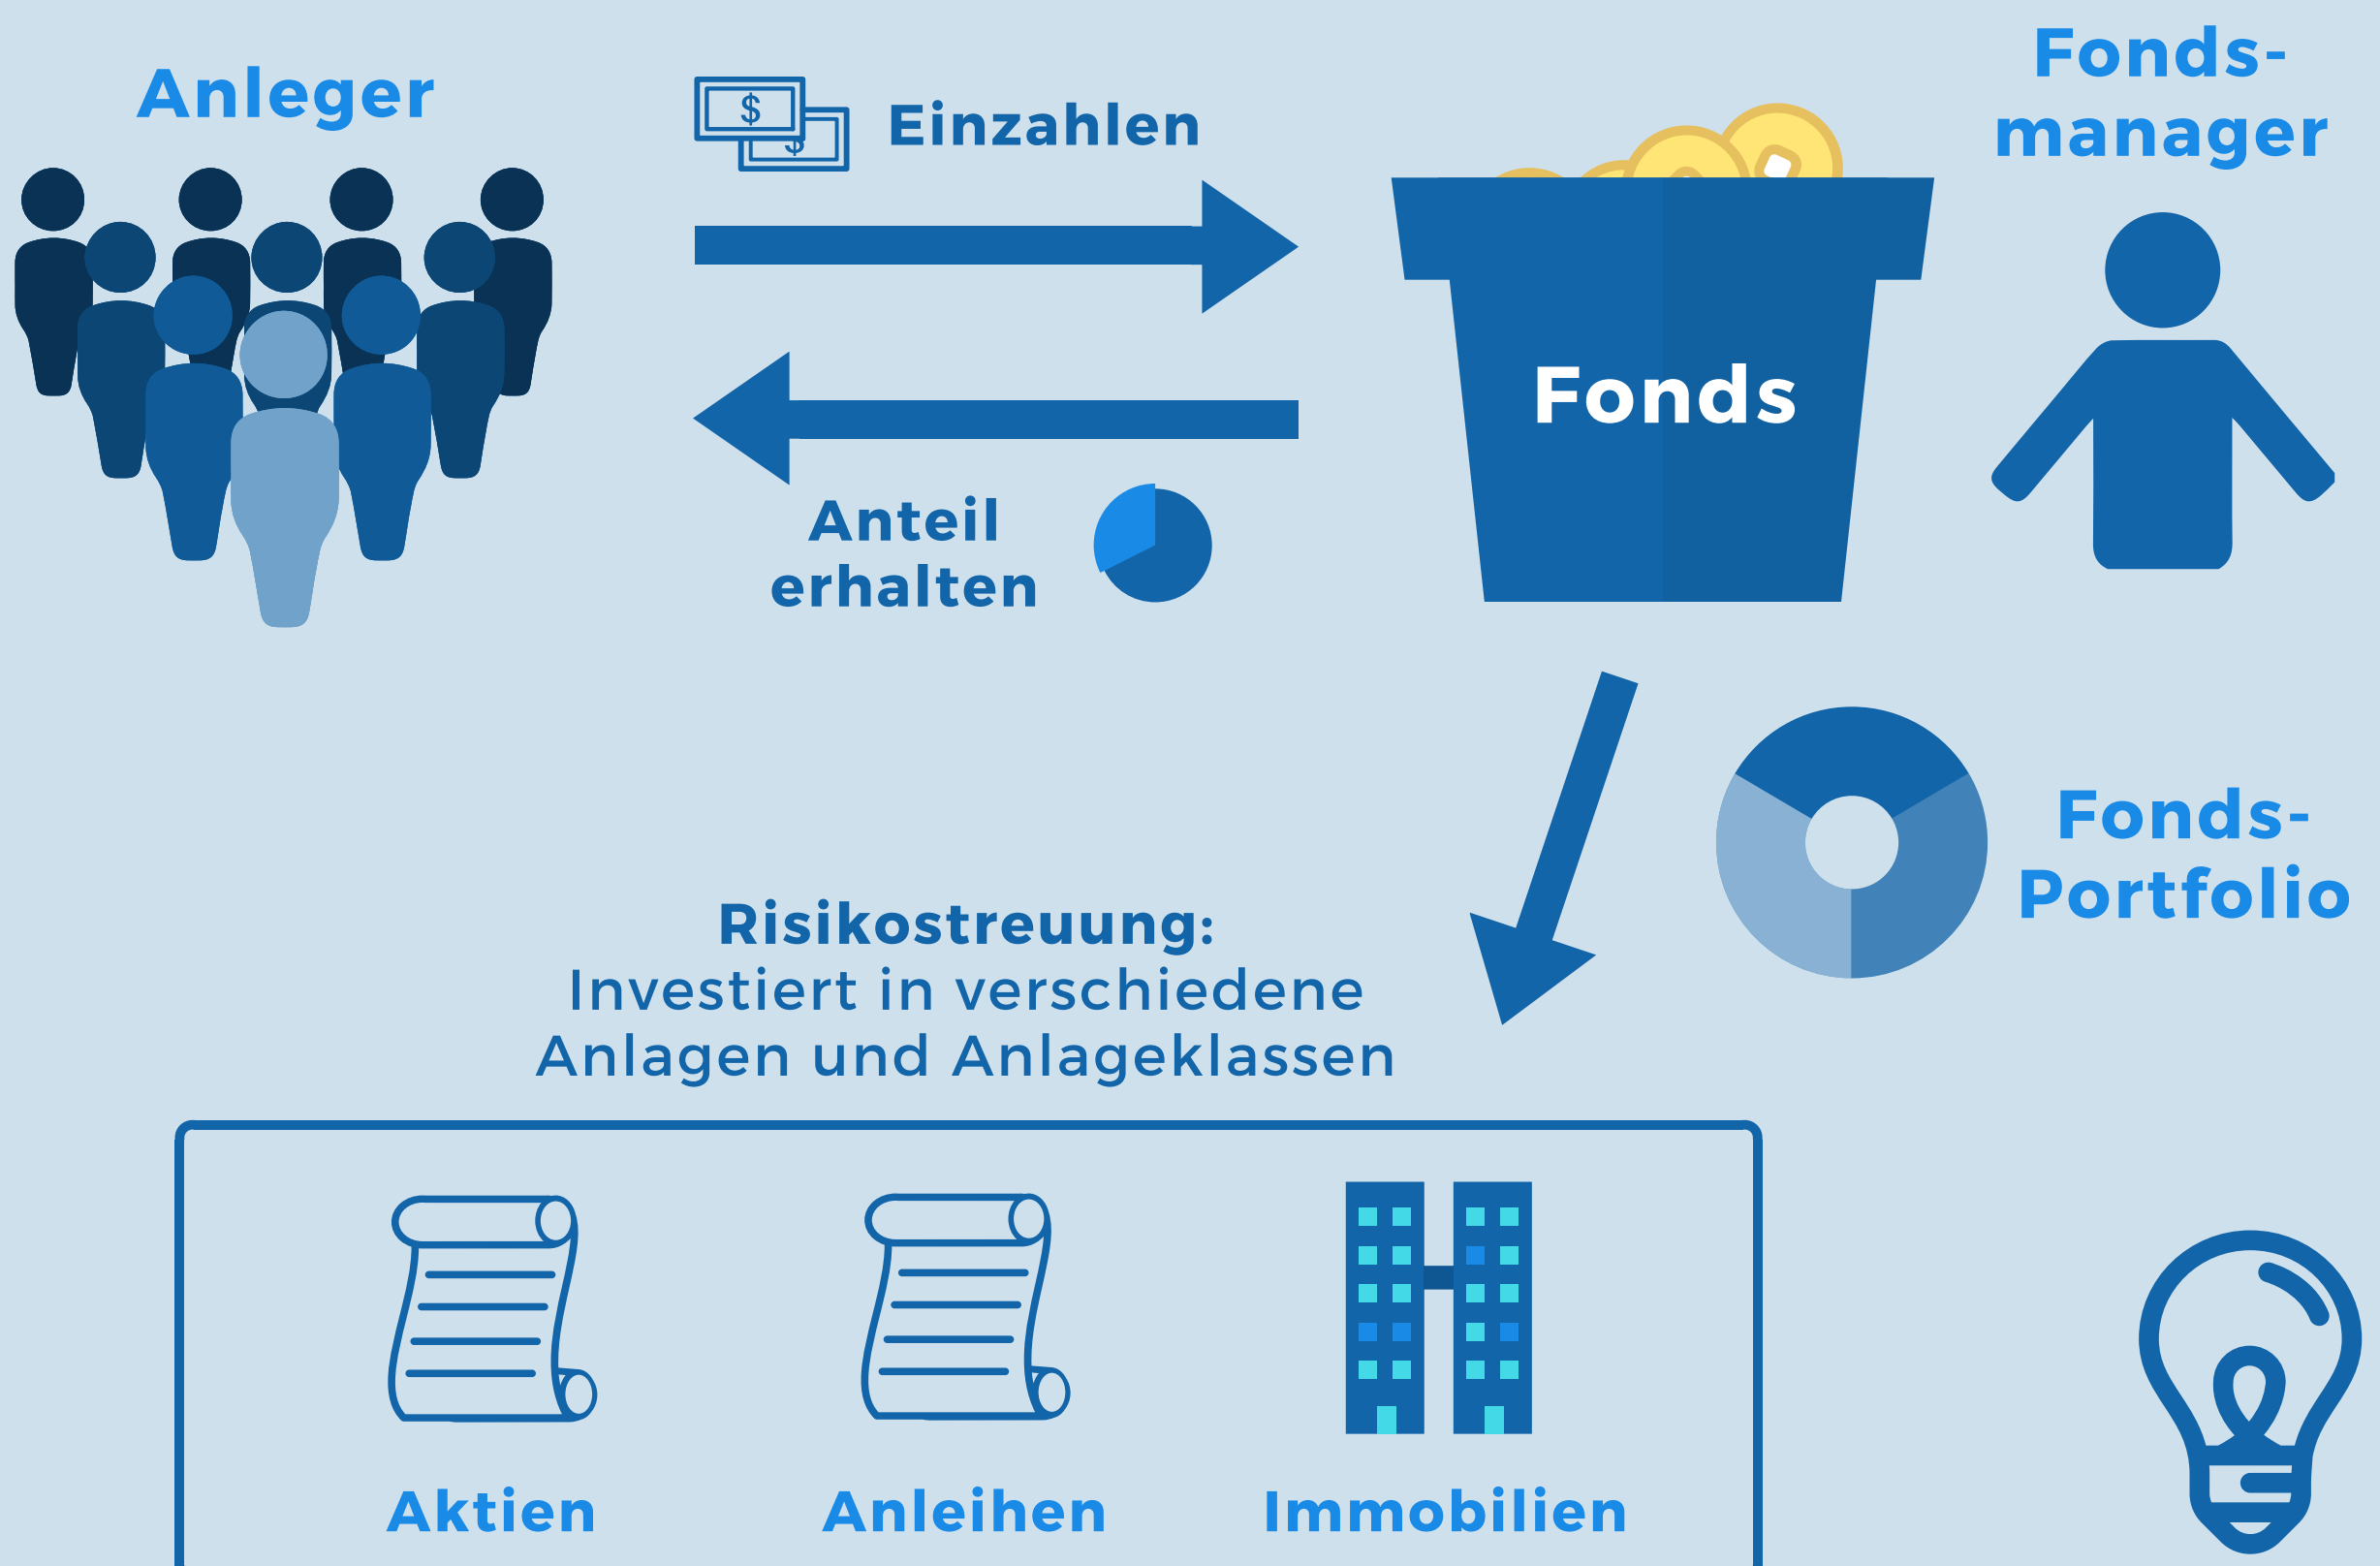 Anleger
Einzahlen
Fonds-
manager
Fonds
Anteil
erhalten
Fonds-
Portfolio
Risikostreuung:
Investiert in verschiedene
Anlagen und Anlageklassen
Aktien
Anleihen
Immobilien